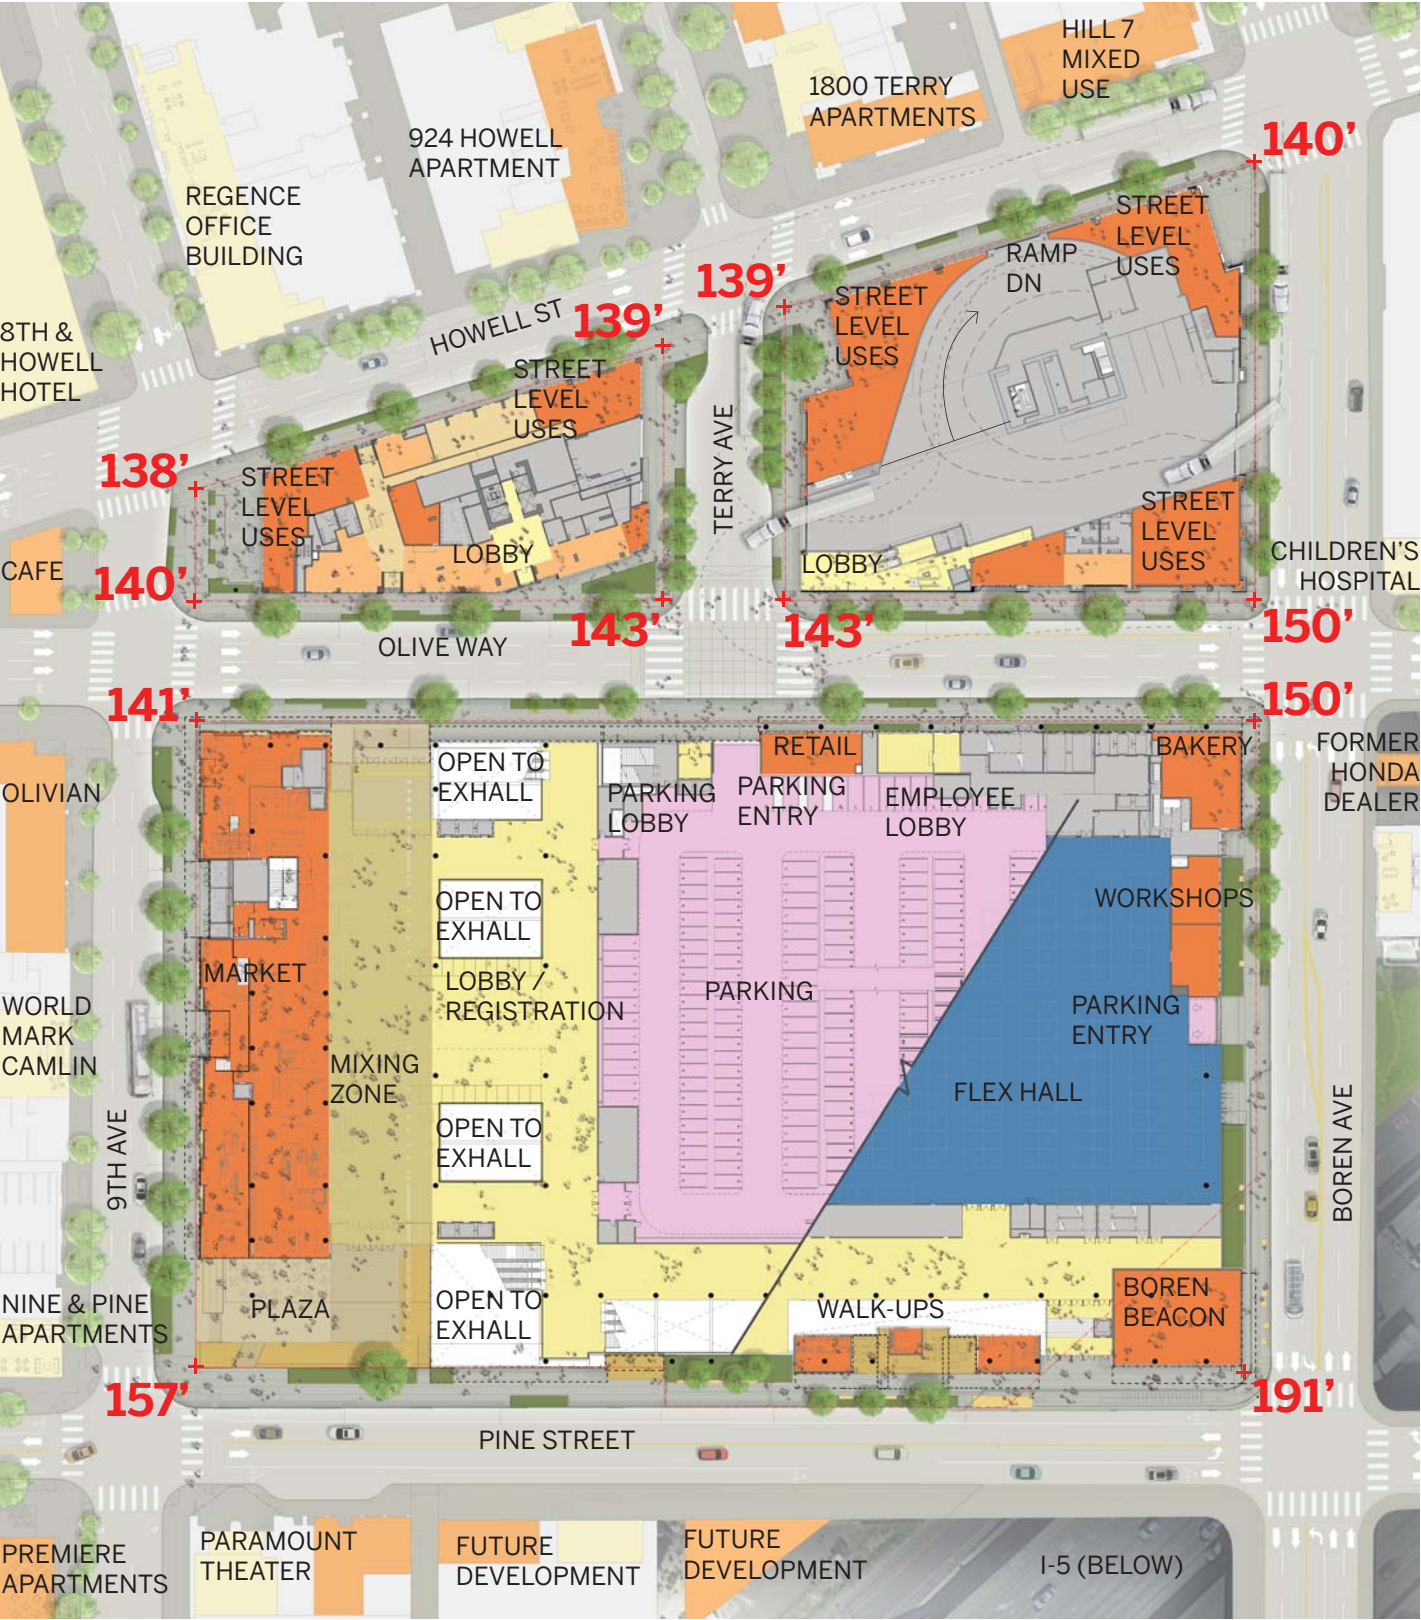 HILL 7
MIXED
USE
1800 TERRY
APARTMENTS
924 HOWELL
APARTMENT
REGENCE
OFFICE
BUILDING
8TH &
HOWELL
HOTEL
CAFE
140'
139'
139'
138'
140'
143'
143'
150'
HOWELL ST
STREET
LEVEL
USES
STREET
LEVEL
USES
LOBBY
TERRY AVE
STREET
LEVEL
USES
RAMP
DN
STREET
LEVEL
USES
STREET
LEVEL
USES
LOBBY
CHILDREN'S
HOSPITAL
OLIVE WAY
141'
150'
OLIVIAN
OPEN TO
EXHALL
PARKING
LOBBY
RETAIL
PARKING
ENTRY
EMPLOYEE
LOBBY
BAKERY
FORMER
HONDA
DEALER
OPEN TO
EXHALL
WORKSHOPS
MARKET
LOBBY /
REGISTRATION
PARKING
PARKING
ENTRY
WORLD
MARK
CAMLIN
MIXING
ZONE
FLEX HALL
9TH AVE
OPEN TO
EXHALL
BOREN AVE
NINE & PINE
APARTMENTS
PLAZA
OPEN TO
EXHALL
WALK-UPS
BOREN
BEACON
157'
191'
PINE STREET
PREMIERE
APARTMENTS
PARAMOUNT
THEATER
FUTURE
DEVELOPMENT
FUTURE
DEVELOPMENT
I-5 (BELOW)